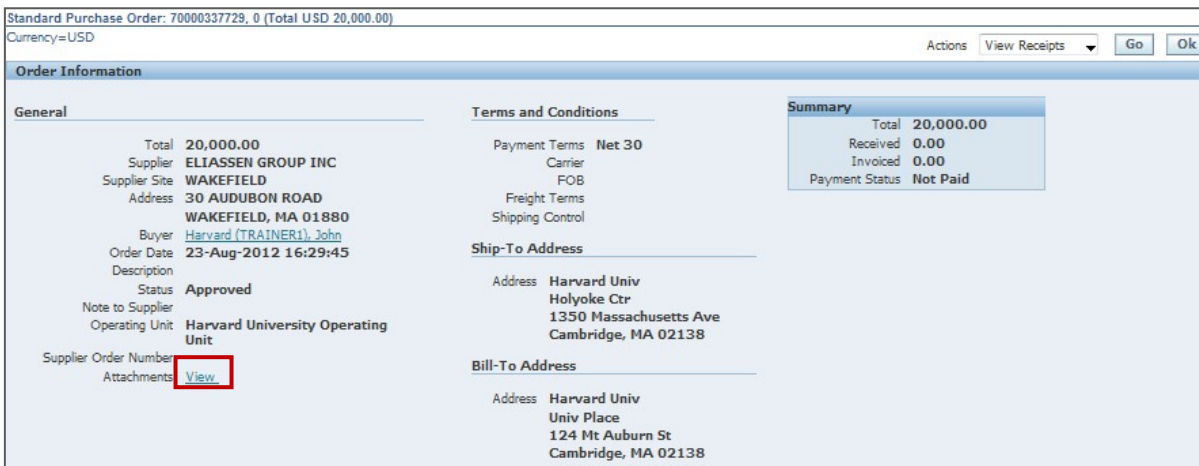 Standard Purchase Order: 70000337729, 0 (Total USD 20,000.00)
Currency=USD
Actions View Receipts Go Ok
Order Information
General
Total 20,000.00
Supplier ELIASSEN GROUP INC
Supplier Site WAKEFIELD
Address 30 AUDUBON ROAD
WAKEFIELD, MA 01880
Buyer Harvard (TRAINER1), John
Order Date 23-Aug-2012 16:29:45
Description
Status Approved
Note to Supplier
Operating Unit Harvard University Operating
Unit
Supplier Order Number
Attachments View
Terms and Conditions
Payment Terms Net 30
Carrier
FOB
Freight Terms
Shipping Control
Ship-To Address
Address Harvard Univ
Holyoke Ctr
1350 Massachusetts Ave
Cambridge, MA 02138
Bill-To Address
Address Harvard Univ
Univ Place
124 Mt Auburn St
Cambridge, MA 02138
Summary
Total 20,000.00
Received 0.00
Invoiced 0.00
Payment Status Not Paid